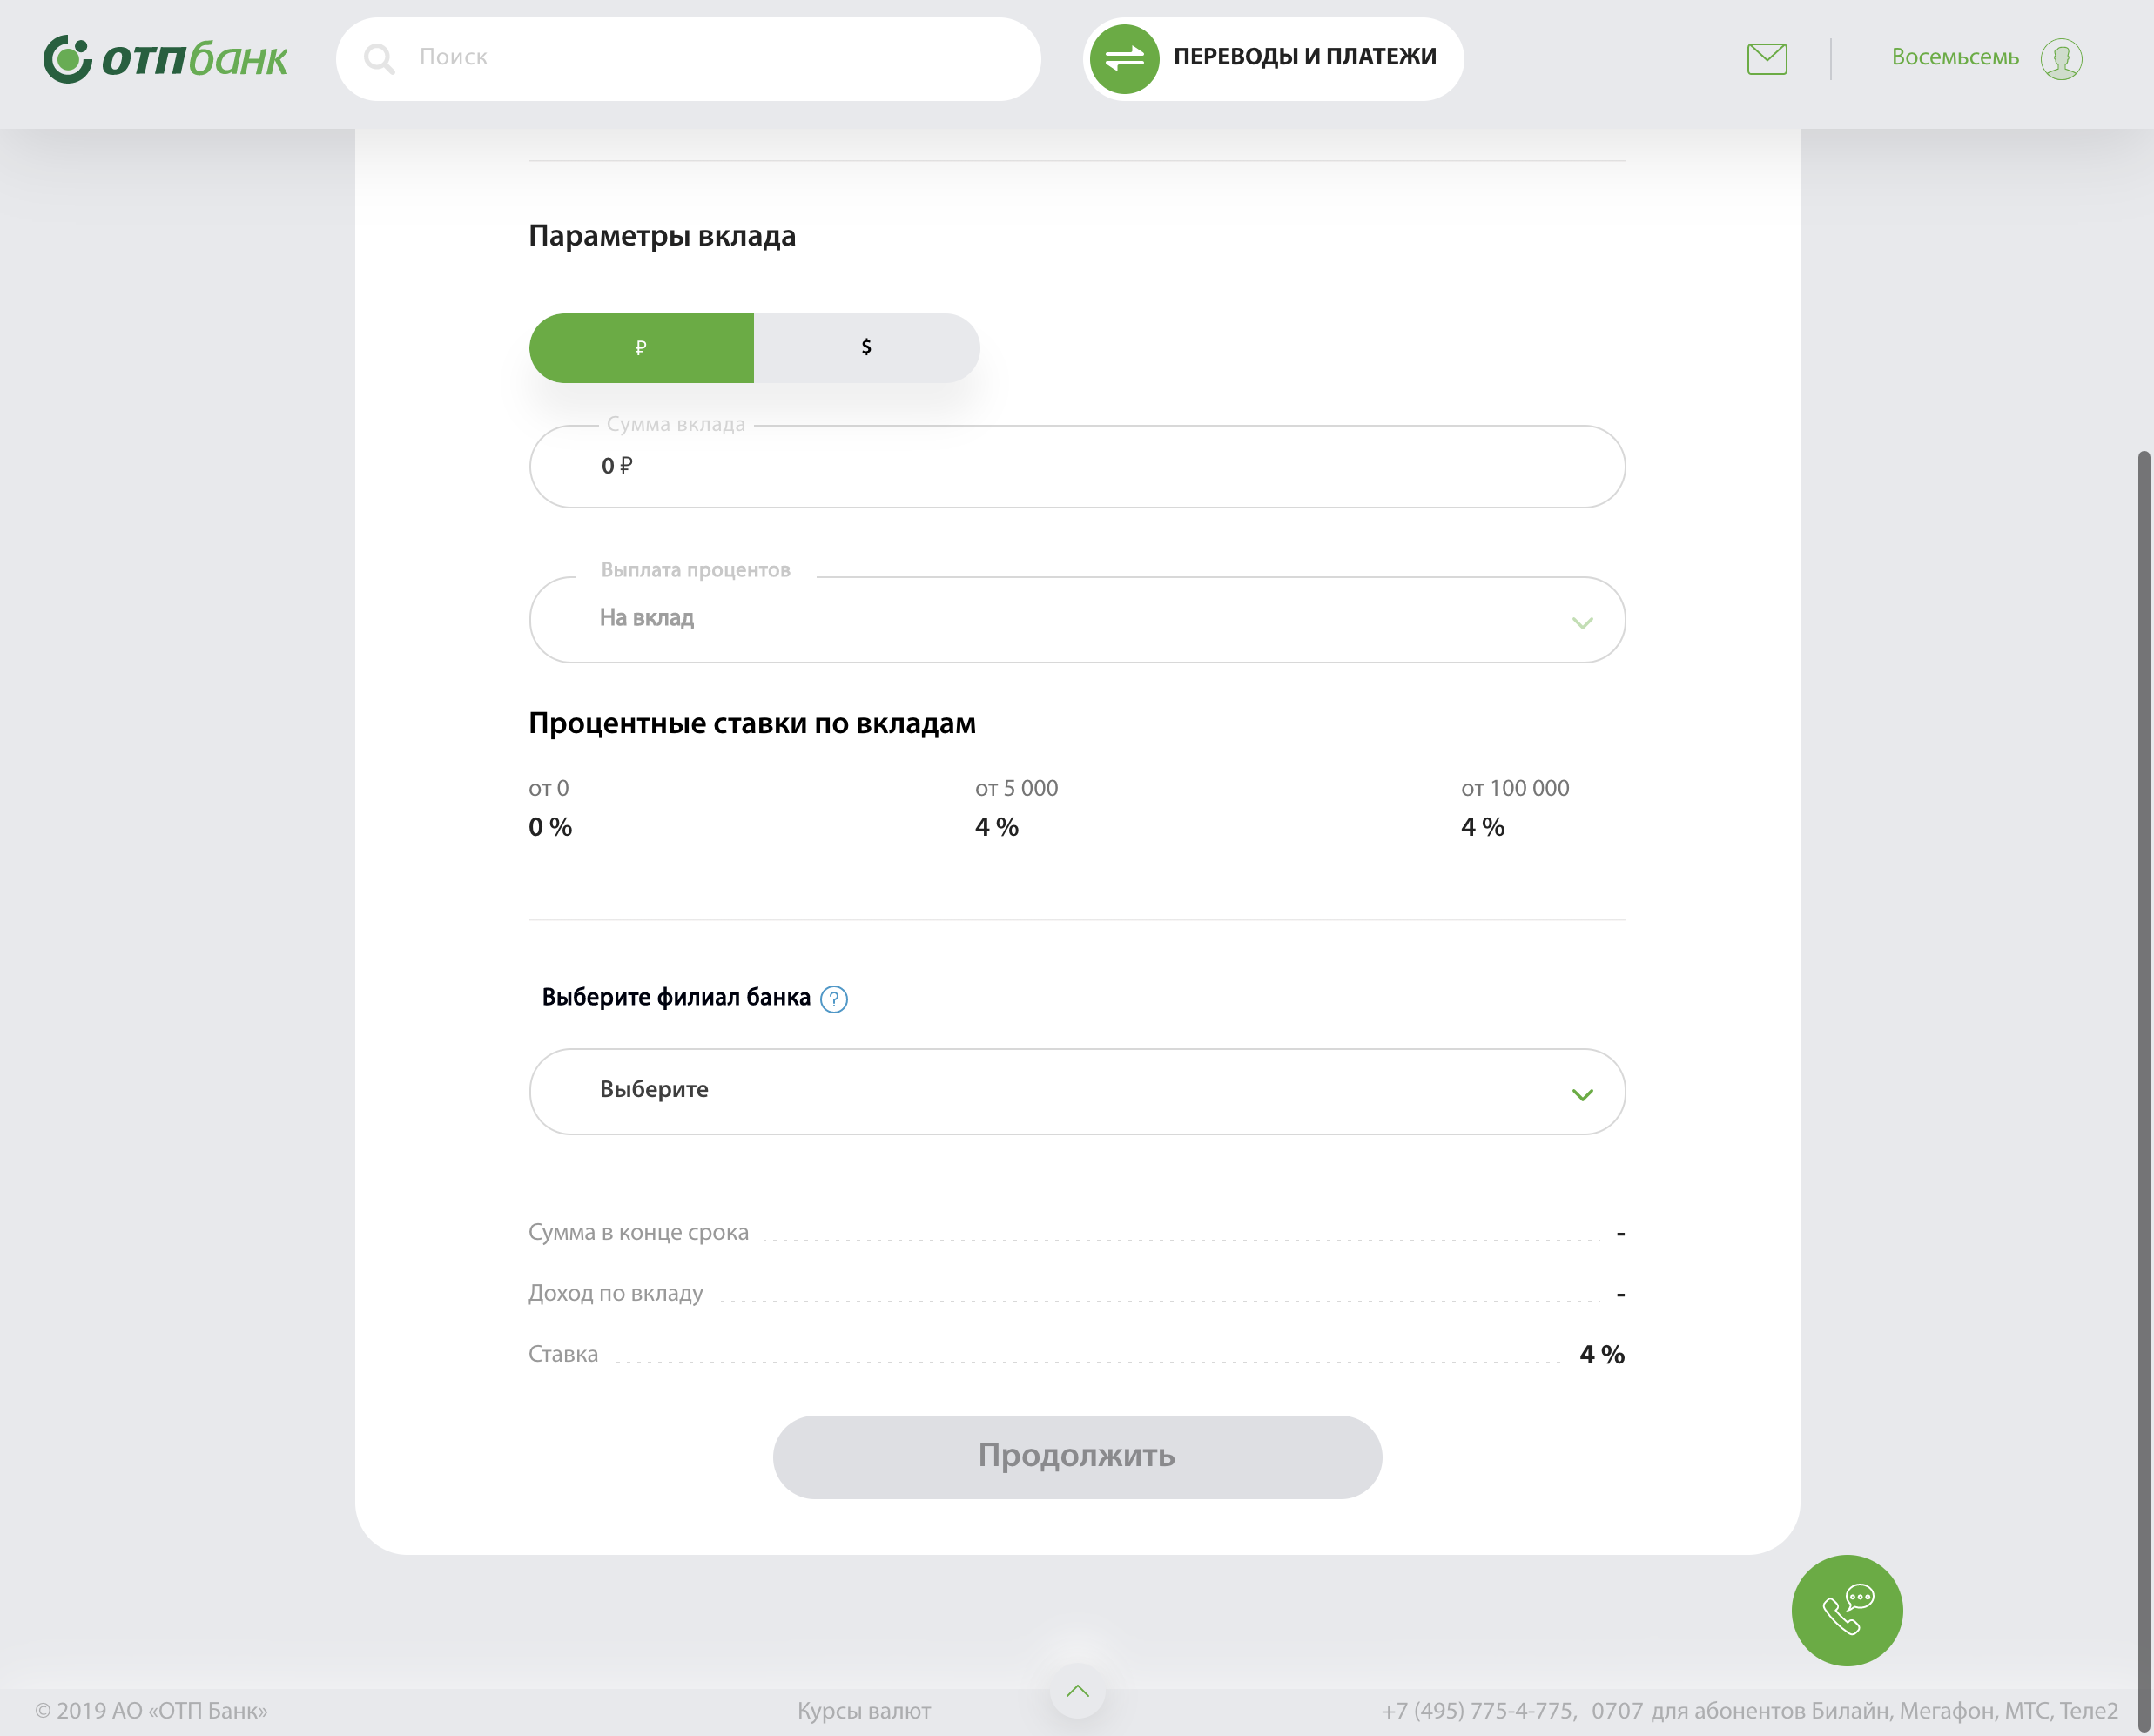 отпбанк
Поиск
ПЕРЕВОДЫ И ПЛАТЕЖИ
Восемьсемь
Параметры вклада
₽
$
Сумма вклада
0 ₽
Выплата процентов
На вклад
Процентные ставки по вкладам
от 0
от 5 000
от 100 000
0 %
4 %
4 %
Выберите филиал банка ?
Выберите
Сумма в конце срока -
Доход по вкладу -
Ставка 4 %
Продолжить
© 2019 АО «ОТП Банк»
Курсы валют
+7 (495) 775-4-775, 0707 для абонентов Билайн, Мегафон, МТС, Теле2